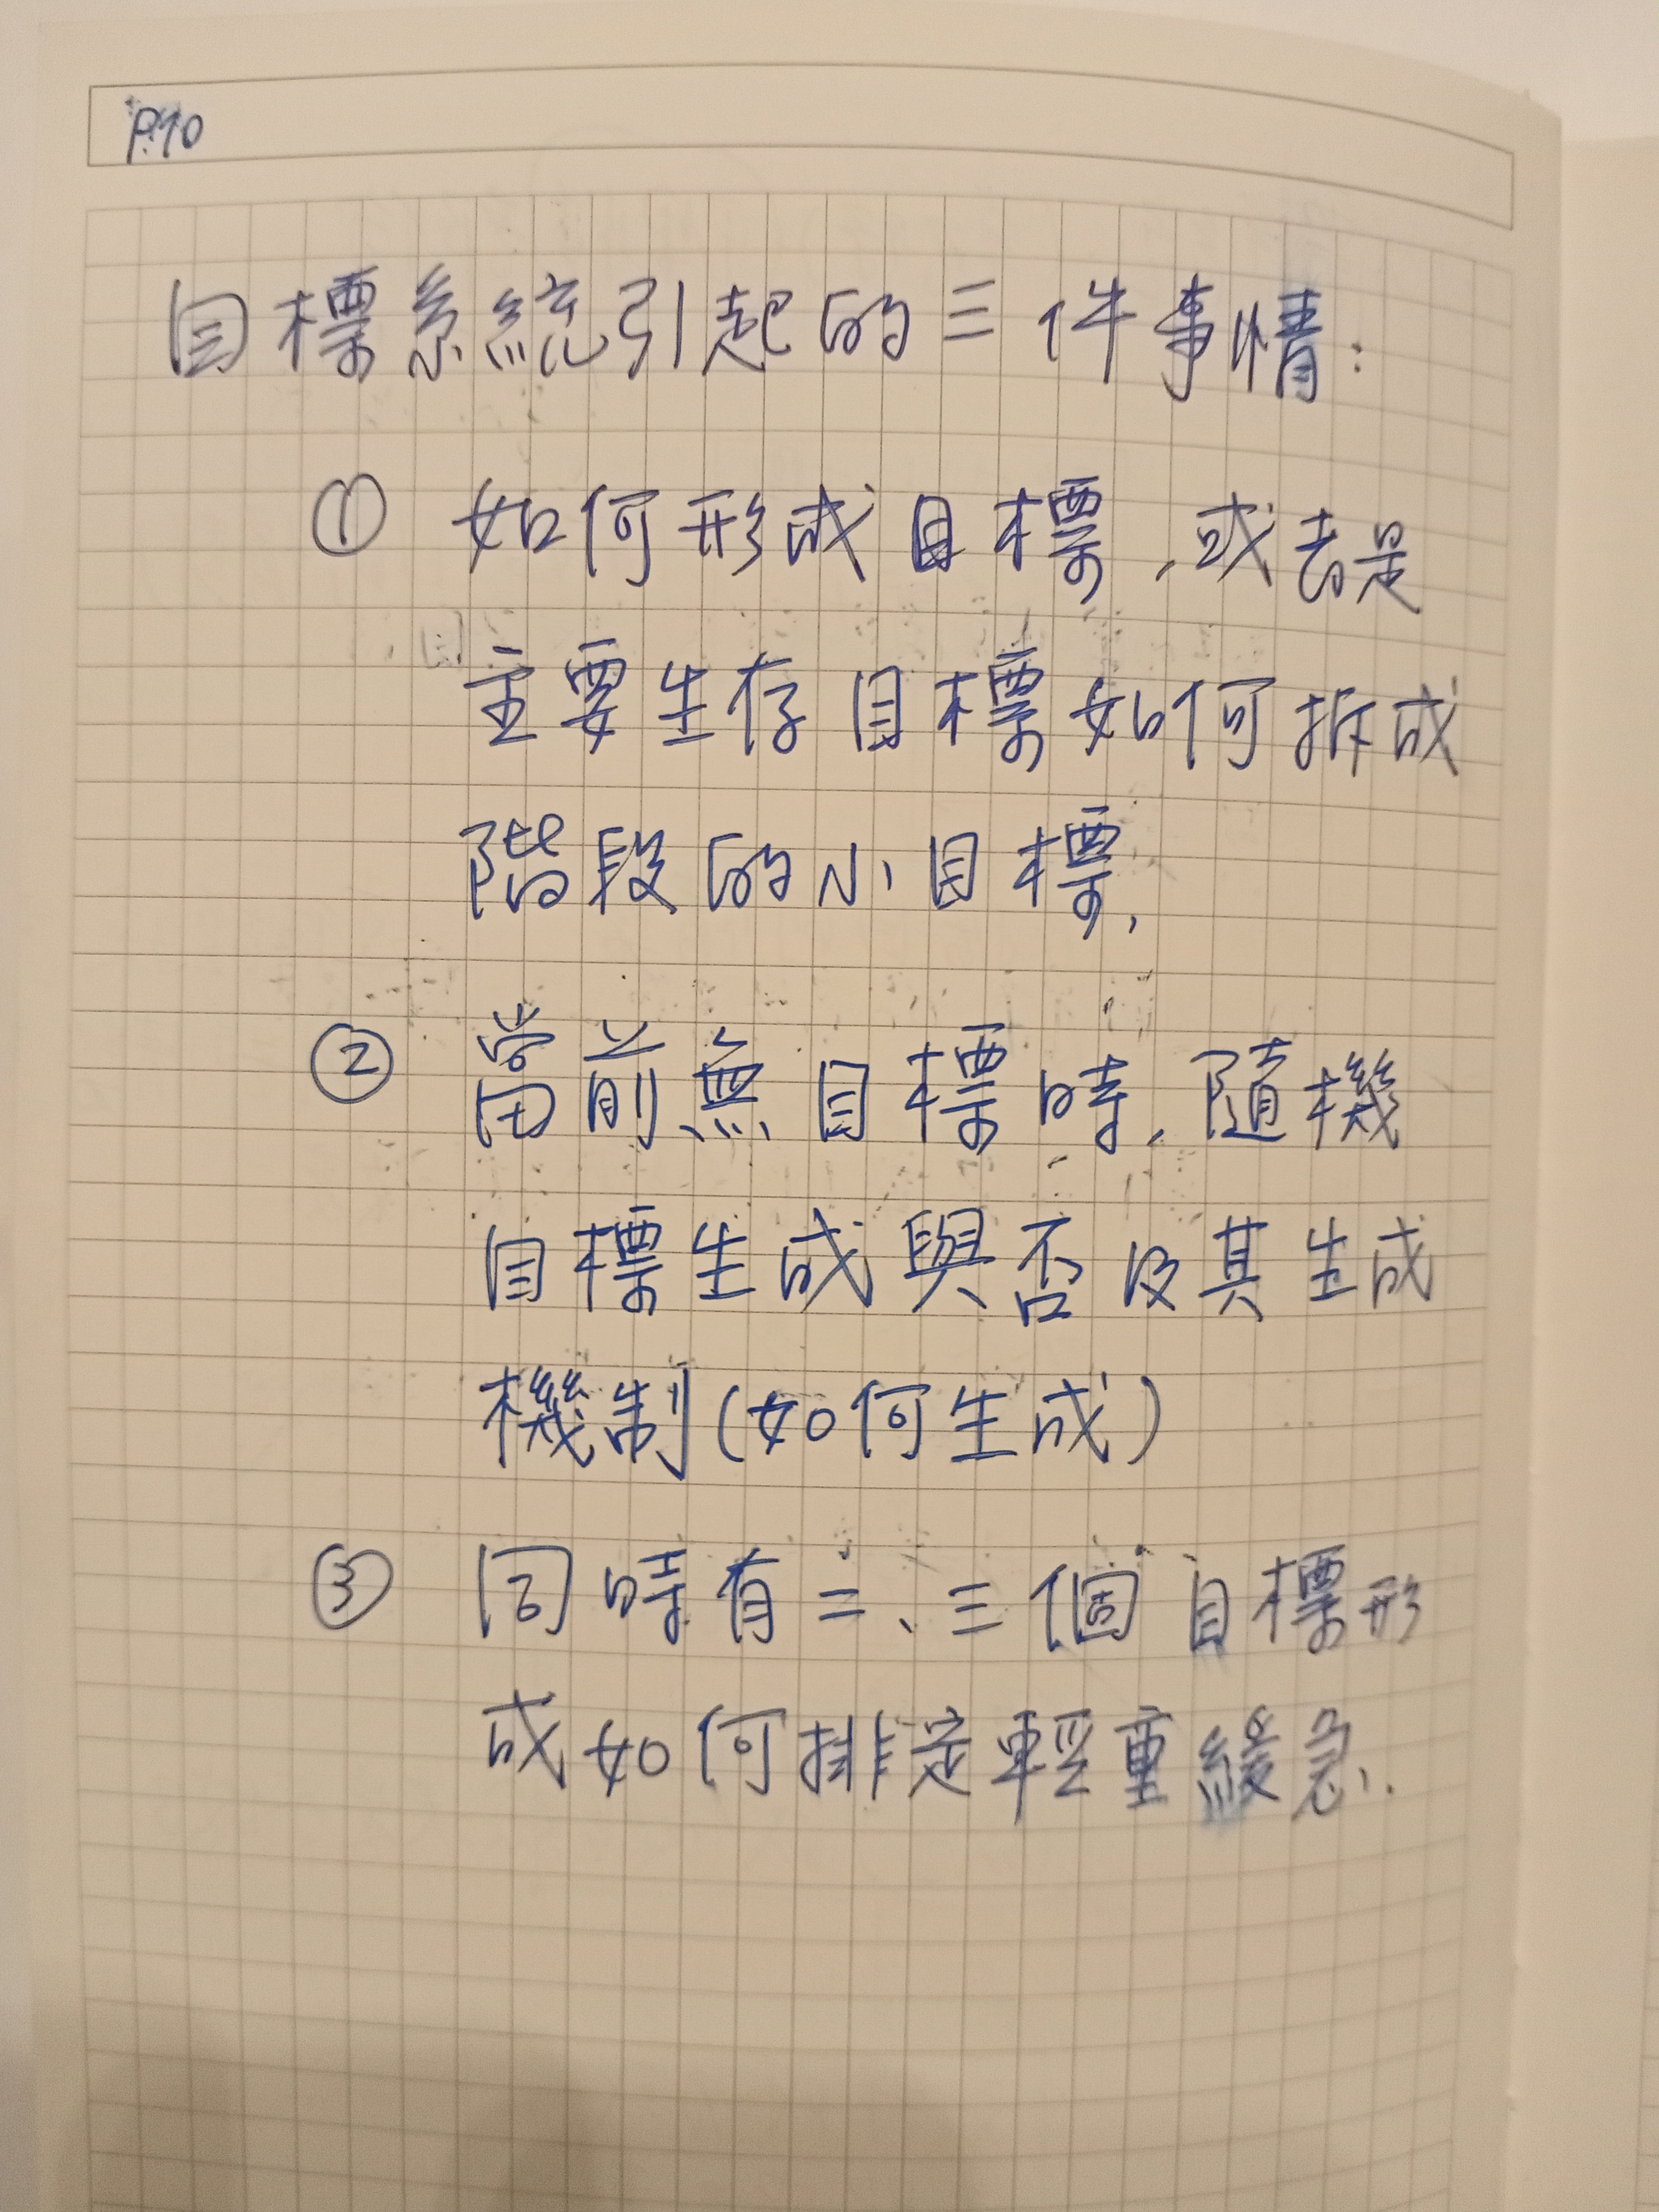 P.10
目標系統引起的三件事情:
① 如何形成目標,或者是
主要生存目標如何拆成
階段的小目標,
② 當前無目標時,隨機
目標生成與否及其生成
機制(如何生成)
③ 同時有二、三個目標形
成如何排定輕重緩急.